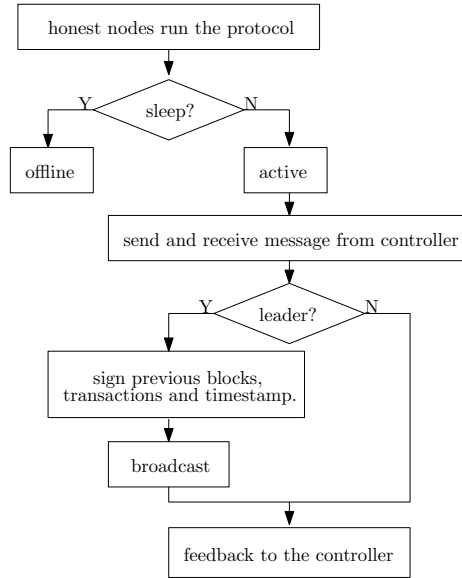 honest nodes run the protocol
Y
sleep?
N
offline
active
send and receive message from controller
Y
leader?
N
sign previous blocks,
transactions and timestamp.
broadcast
feedback to the controller